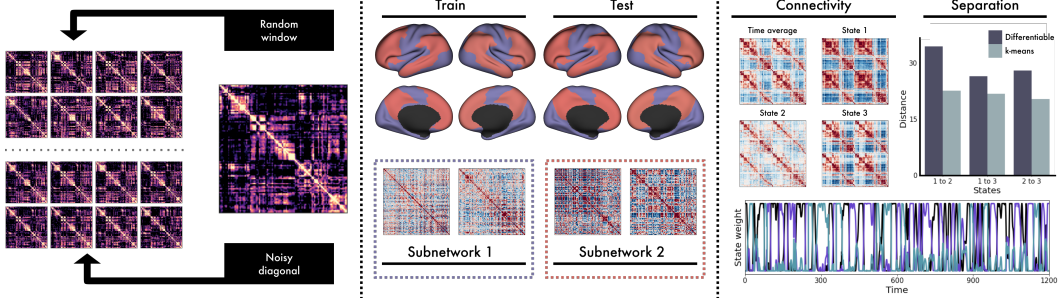 Random
window
Noisy
diagonal
Train
Test
Subnetwork 1
Subnetwork 2
Connectivity
Time average
State 1
State 2
State 3
Separation
Differentiable
k-means
Distance
30
15
0
1 to 2
1 to 3
2 to 3
States
State weight
0
300
600
900
1200
Time